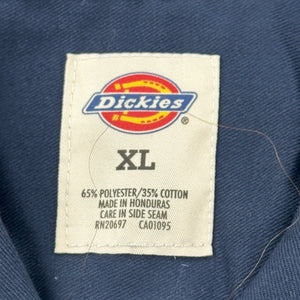 Dickies
®
XL
65% POLYESTER/35% COTTON
MADE IN HONDURAS
CARE IN SIDE SEAM
RN20697 CA01095